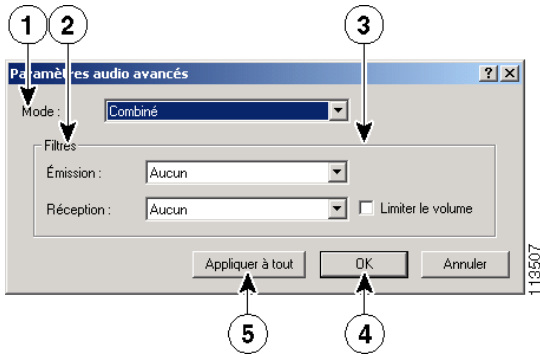 1 2 3
Paramètres audio avancés
Mode : Combiné
Filtres
Émission : Aucun
Réception : Aucun Limiter le volume
Appliquer à tout OK Annuler
113507
5 4